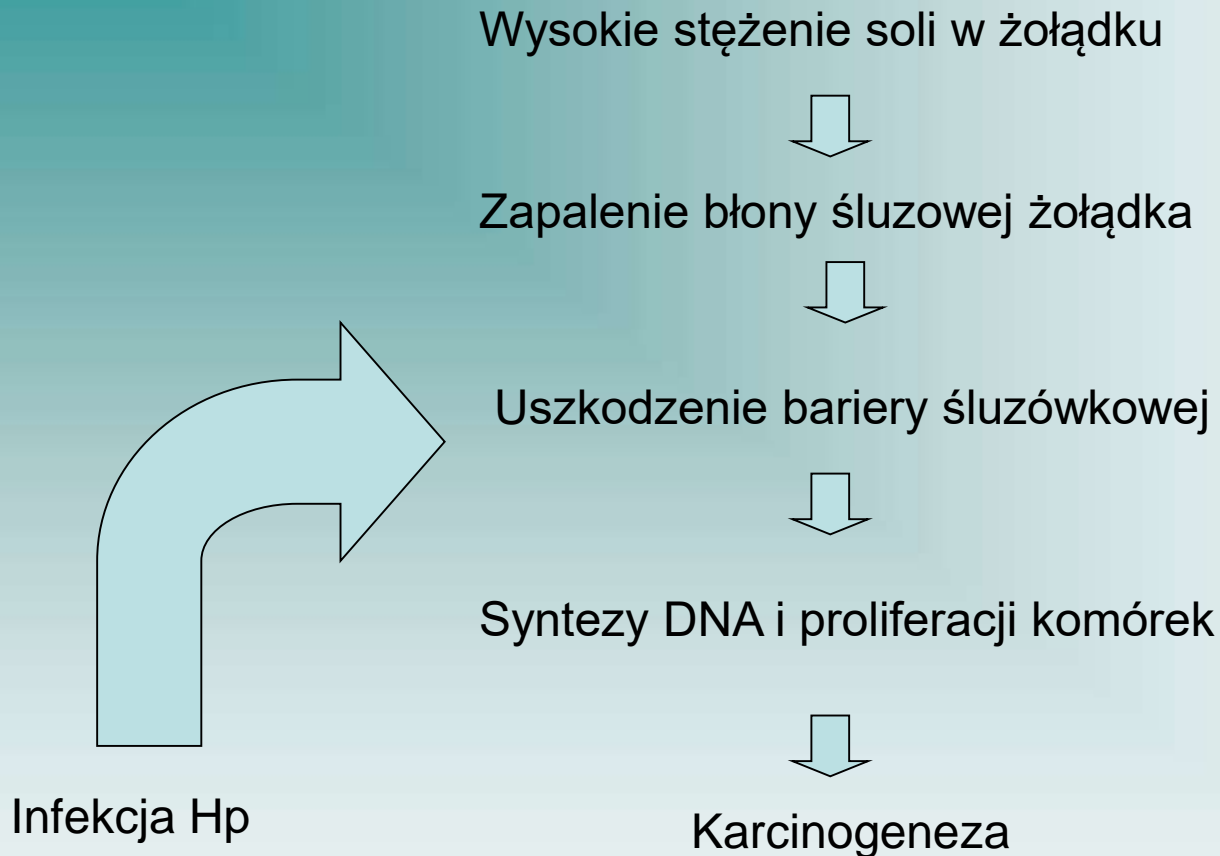 Wysokie stężenie soli w żołądku
Zapalenie błony śluzowej żołądka
Uszkodzenie bariery śluzówkowej
Syntezy DNA i proliferacji komórek
Infekcja Hp
Karcinogeneza